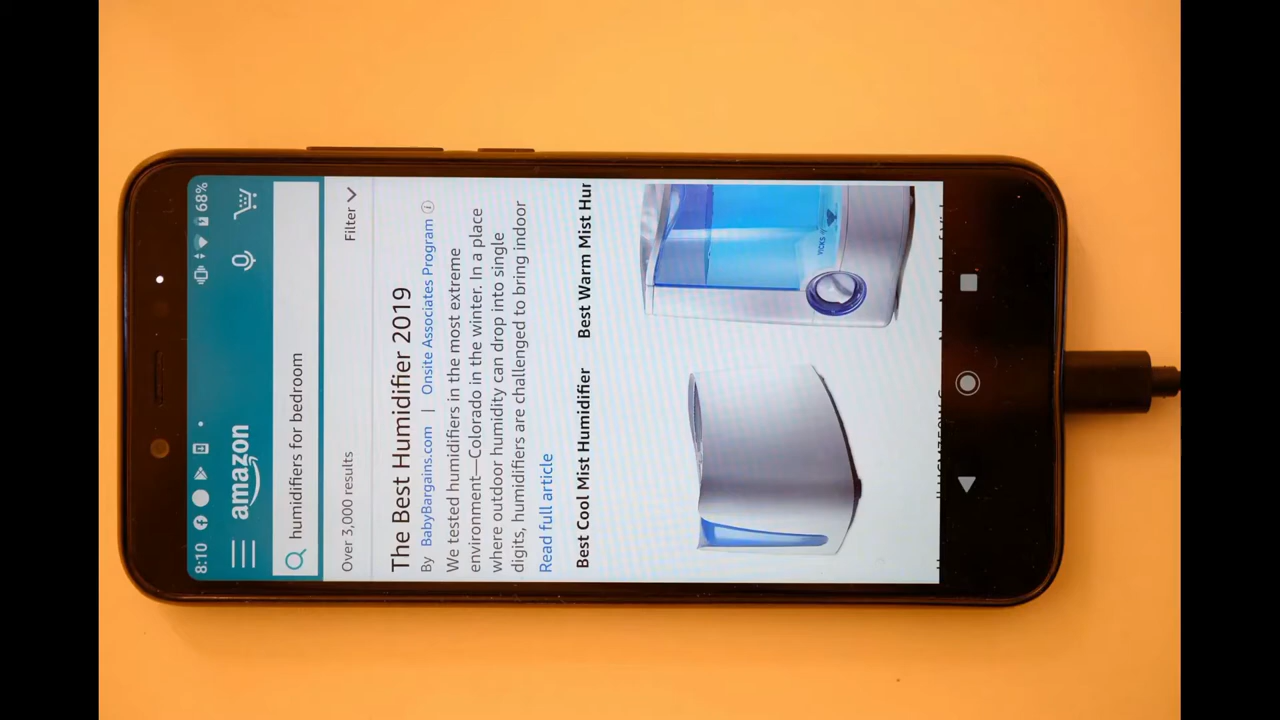 8:10 68%
amazon
humidifiers for bedroom
Over 3,000 results Filter
The Best Humidifier 2019
By BabyBargains.com | Onsite Associates Program
We tested humidifiers in the most extreme
environment—Colorado in the winter. In a place
where outdoor humidity can drop into single
digits, humidifiers are challenged to bring indoor
Read full article
Best Cool Mist Humidifier Best Warm Mist Hur
VICKS